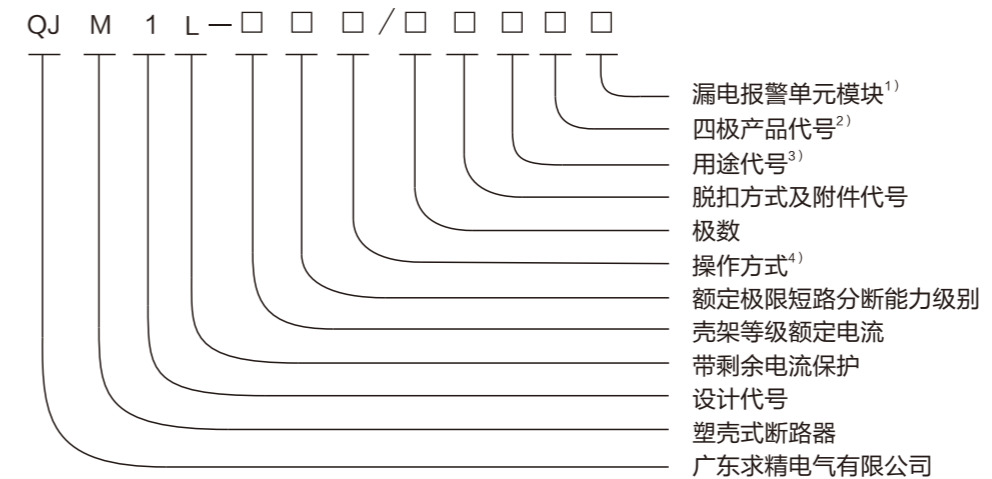 QJ M 1 L－□ □ □ / □ □ □ □ □
漏电报警单元模块1）
四极产品代号2）
用途代号3）
脱扣方式及附件代号
极数
操作方式4）
额定极限短路分断能力级别
壳架等级额定电流
带剩余电流保护
设计代号
塑壳式断路器
广东求精电气有限公司